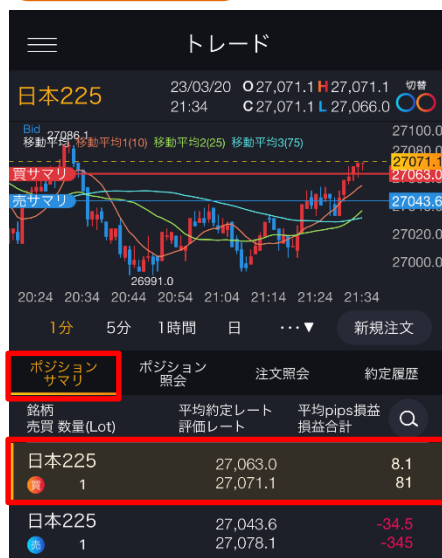 トレード
日本225
23/03/20 O 27,071.1 H 27,071.1 切替
21:34 C 27,071.1 L 27,066.0
Bid 27086.1
移動平均 移動平均1(10) 移動平均2(25) 移動平均3(75)
27100.0
27080.0
27071.1
買サマリ 27063.0
売サマリ 27043.6
27020.0
27000.0
26991.0
20:24 20:34 20:44 20:54 21:04 21:14 21:24 21:34
1分 5分 1時間 日 ···▼ 新規注文
ポジションサマリ ポジション照会 注文照会 約定履歴
銘柄 平均約定レート 平均pips損益
売買 数量(Lot) 評価レート 損益合計
日本225 27,063.0 8.1
買 1 27,071.1 81
日本225 27,043.6 -34.5
売 1 27,078.1 -345